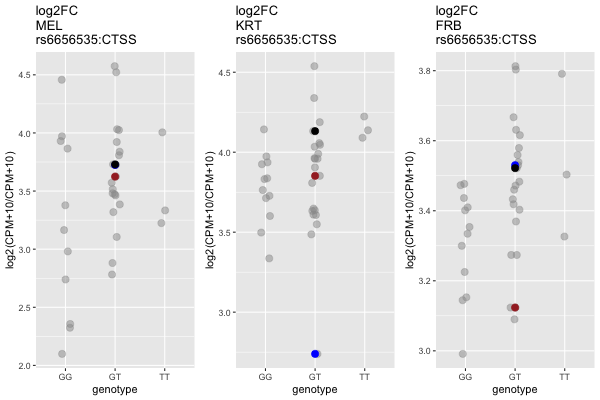 log2FC
MEL
rs6656535:CTSS
log2(CPM+10/CPM+10)
4.5
4.0
3.5
3.0
2.5
2.0
GG GT TT
genotype
log2FC
KRT
rs6656535:CTSS
log2(CPM+10/CPM+10)
4.5
4.0
3.5
3.0
GG GT TT
genotype
log2FC
FRB
rs6656535:CTSS
log2(CPM+10/CPM+10)
3.8
3.6
3.4
3.2
3.0
GG GT TT
genotype